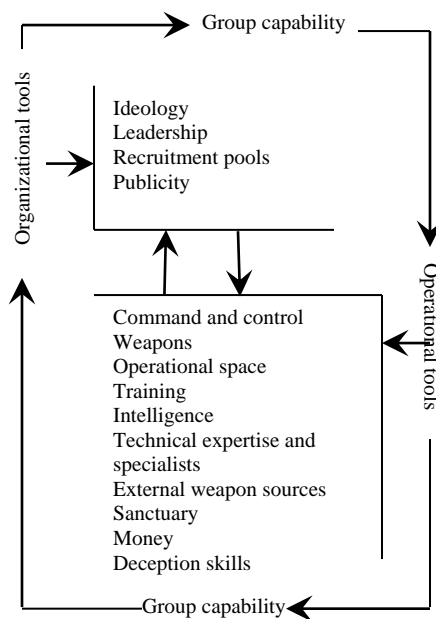 Group capability
Organizational tools
Ideology
Leadership
Recruitment pools
Publicity
Operational tools
Command and control
Weapons
Operational space
Training
Intelligence
Technical expertise and
specialists
External weapon sources
Sanctuary
Money
Deception skills
Group capability